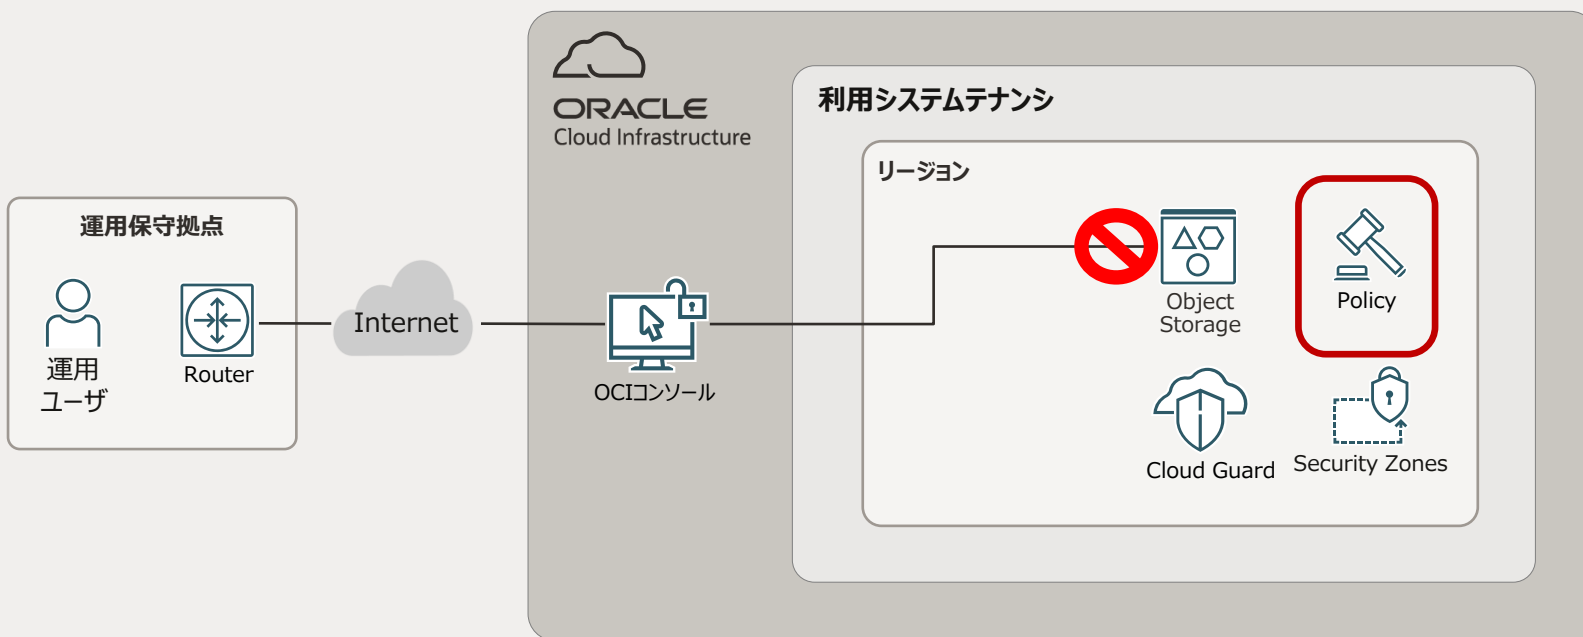 ORACLE
Cloud Infrastructure
利用システムテナンシ
リージョン
運用保守拠点
運用
ユーザ
Router
Internet
OCIコンソール
Object
Storage
Policy
Cloud Guard
Security Zones